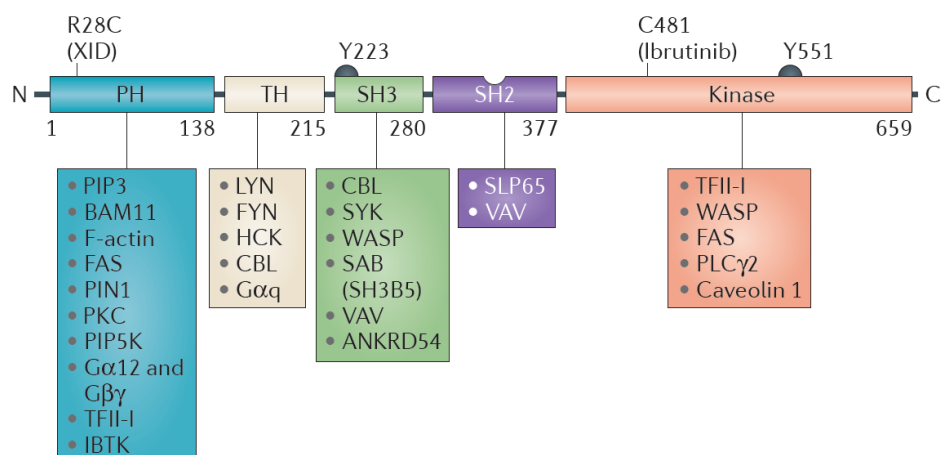 R28C
(XID)
Y223
C481
(Ibrutinib)
Y551
N
PH
TH
SH3
SH2
Kinase
C
1
138
215
280
377
659
PIP3
BAM11
F-actin
FAS
PIN1
PKC
PIP5K
Gα12 and
Gβγ
TFII-I
IBTK
LYN
FYN
HCK
CBL
Gαq
CBL
SYK
WASP
SAB
(SH3B5)
VAV
ANKRD54
SLP65
VAV
TFII-I
WASP
FAS
PLCγ2
Caveolin 1